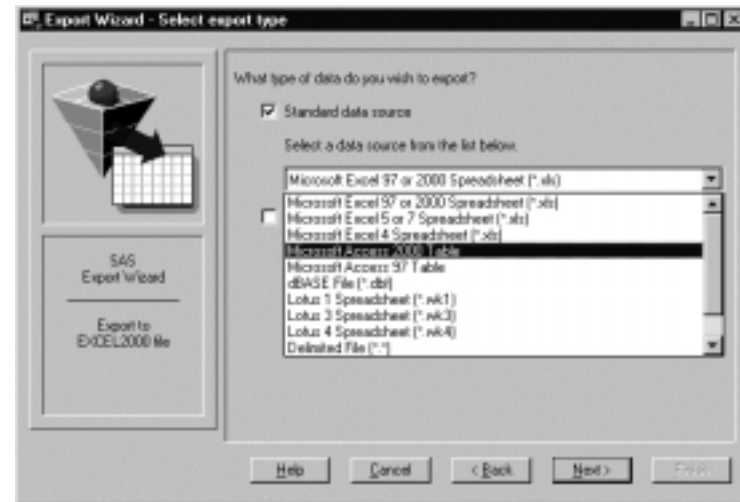 Export Wizard - Select export type
What type of data do you wish to export?
Standard data source
Select a data source from the list below.
Microsoft Excel 97 or 2000 Spreadsheet (*.xls)
Microsoft Excel 97 or 2000 Spreadsheet (*.xls)
Microsoft Excel 5 or 7 Spreadsheet (*.xls)
Microsoft Excel 4 Spreadsheet (*.xls)
Microsoft Access 2000 Table
Microsoft Access 97 Table
dBASE File (*.dbf)
Lotus 1 Spreadsheet (*.wk1)
Lotus 3 Spreadsheet (*.wk3)
Lotus 4 Spreadsheet (*.wk4)
Delimited File (*.*)
SAS
Export Wizard
Export to
EXCEL2000 file
Help
Cancel
< Back
Next >
Finish